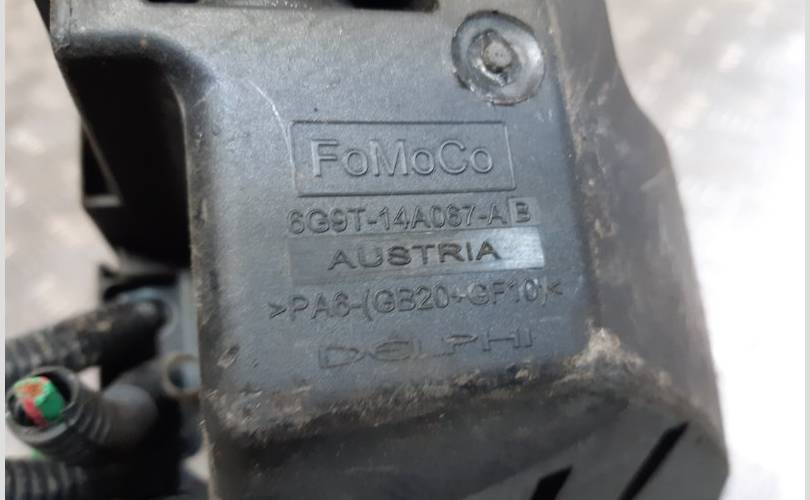 FoMoCo
6G9T-14A067-AB
AUSTRIA
>PA6-(GB20+GF10)<
DELPHI